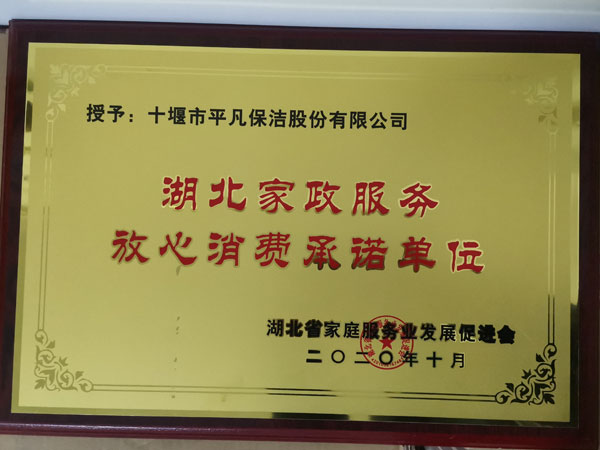 授予：十堰市平凡保洁股份有限公司
湖北家政服务
放心消费承诺单位
湖北省家庭服务业发展促进会
二〇二〇年十月